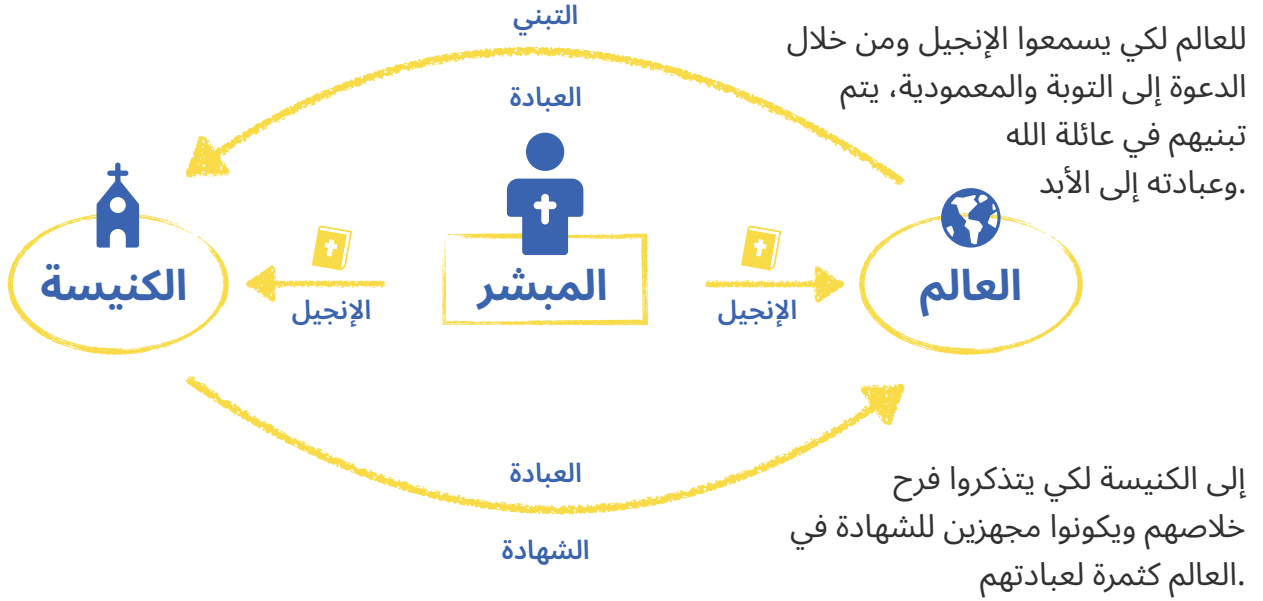 التبني
العبادة
للعالم لكي يسمعوا الإنجيل ومن خلال
الدعوة إلى التوبة والمعمودية، يتم
تبنيهم في عائلة الله
.وعبادته إلى الأبد
العالم
الإنجيل
المبشر
الإنجيل
الكنيسة
العبادة
الشهادة
إلى الكنيسة لكي يتذكروا فرح
خلاصهم ويكونوا مجهزين للشهادة في
.العالم كثمرة لعبادتهم